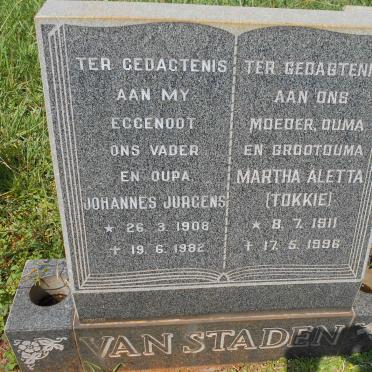 TER GEDAGTENIS
AAN MY
EGGENOOT
ONS VADER
EN OUPA
JOHANNES JURGENS
★ 26. 3. 1908
✝ 19. 6. 1982
TER GEDAGTENI
AAN ONS
MOEDER, OUMA
EN GROOTOUMA
MARTHA ALETTA
(TOKKIE)
★ 8. 7. 1911
✝ 17. 5. 1996
VAN STADEN